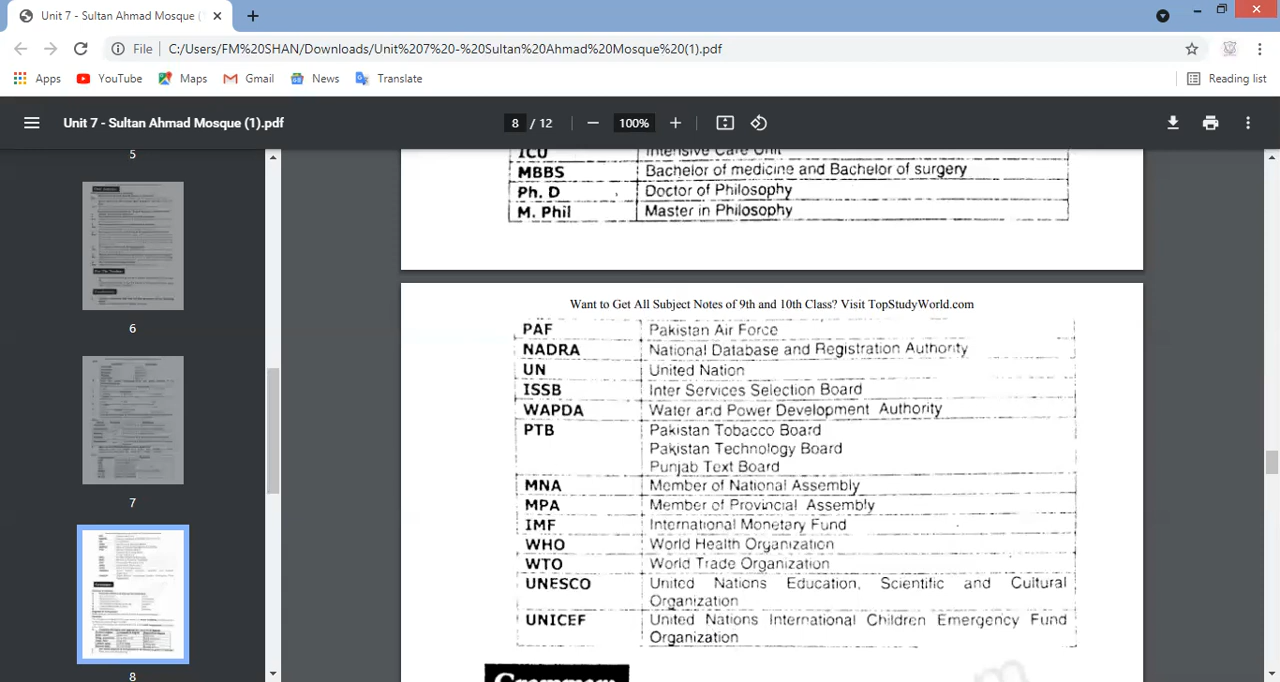 Unit 7 - Sultan Ahmad Mosque (
File C:/Users/FM%20SHAN/Downloads/Unit%207%20-%20Sultan%20Ahmad%20Mosque%20(1).pdf
Apps YouTube Maps Gmail News Translate Reading list
Unit 7 - Sultan Ahmad Mosque (1).pdf 8 / 12 100%
5
6
7
8
ICU Intensive Care Unit
MBBS Bachelor of medicine and Bachelor of surgery
Ph. D Doctor of Philosophy
M. Phil Master in Philosophy
Want to Get All Subject Notes of 9th and 10th Class? Visit TopStudyWorld.com
PAF Pakistan Air Force
NADRA National Database and Registration Authority
UN United Nation
ISSB Inter Services Selection Board
WAPDA Water and Power Development Authority
PTB Pakistan Tobacco Board
Pakistan Technology Board
Punjab Text Board
MNA Member of National Assembly
MPA Member of Provincial Assembly
IMF International Monetary Fund
WHO World Health Organization
WTO World Trade Organization
UNESCO United Nations Education, Scientific and Cultural
Organization
UNICEF United Nations International Children Emergency Fund
Organization
Grammar